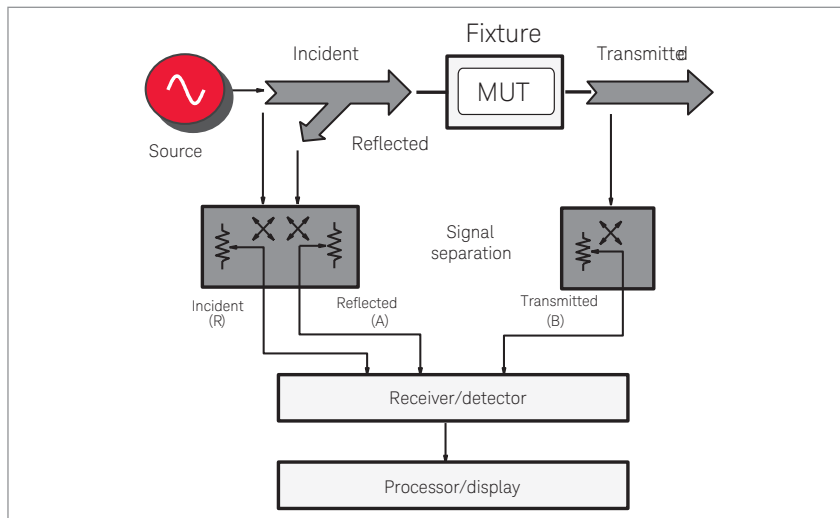 Fixture
Incident
Transmitted
MUT
Reflected
Source
Signal
separation
Incident
(R)
Reflected
(A)
Transmitted
(B)
Receiver/detector
Processor/display